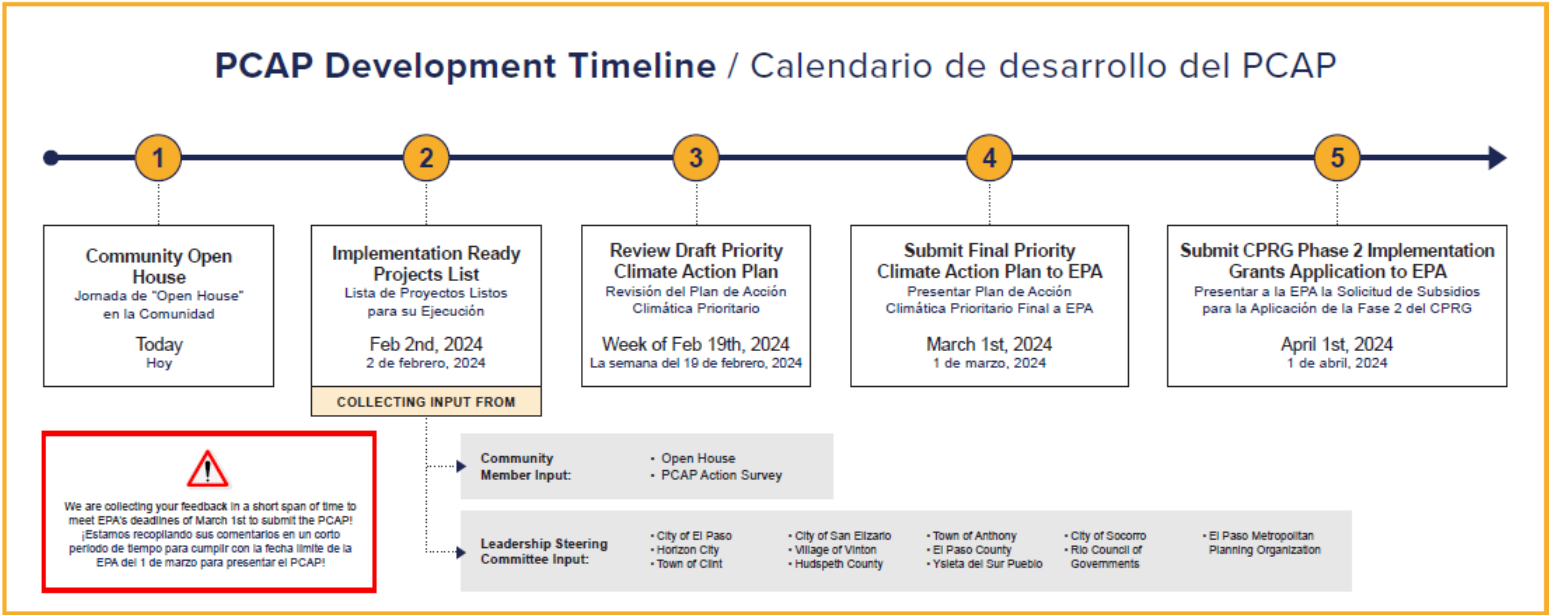 PCAP Development Timeline / Calendario de desarrollo del PCAP
1
2
3
4
5
Community Open
House
Jornada de "Open House"
en la Comunidad
Today
Hoy
Implementation Ready
Projects List
Lista de Proyectos Listos
para su Ejecución
Feb 2nd, 2024
2 de febrero, 2024
COLLECTING INPUT FROM
Review Draft Priority
Climate Action Plan
Revisión del Plan de Acción
Climática Prioritario
Week of Feb 19th, 2024
La semana del 19 de febrero, 2024
Submit Final Priority
Climate Action Plan to EPA
Presentar Plan de Acción
Climática Prioritario Final a EPA
March 1st, 2024
1 de marzo, 2024
Submit CPRG Phase 2 Implementation
Grants Application to EPA
Presentar a la EPA la Solicitud de Subsidios
para la Aplicación de la Fase 2 del CPRG
April 1st, 2024
1 de abril, 2024
!
We are collecting your feedback in a short span of time to
meet EPA's deadlines of March 1st to submit the PCAP!
¡Estamos recopilando sus comentarios en un corto
periodo de tiempo para cumplir con la fecha límite de la
EPA del 1 de marzo para presentar el PCAP!
Community
Member Input:
• Open House
• PCAP Action Survey
Leadership Steering
Committee Input:
• City of El Paso
• Horizon City
• Town of Clint
• City of San Elizario
• Village of Vinton
• Hudspeth County
• Town of Anthony
• El Paso County
• Ysleta del Sur Pueblo
• City of Socorro
• Rio Council of
Governments
• El Paso Metropolitan
Planning Organization